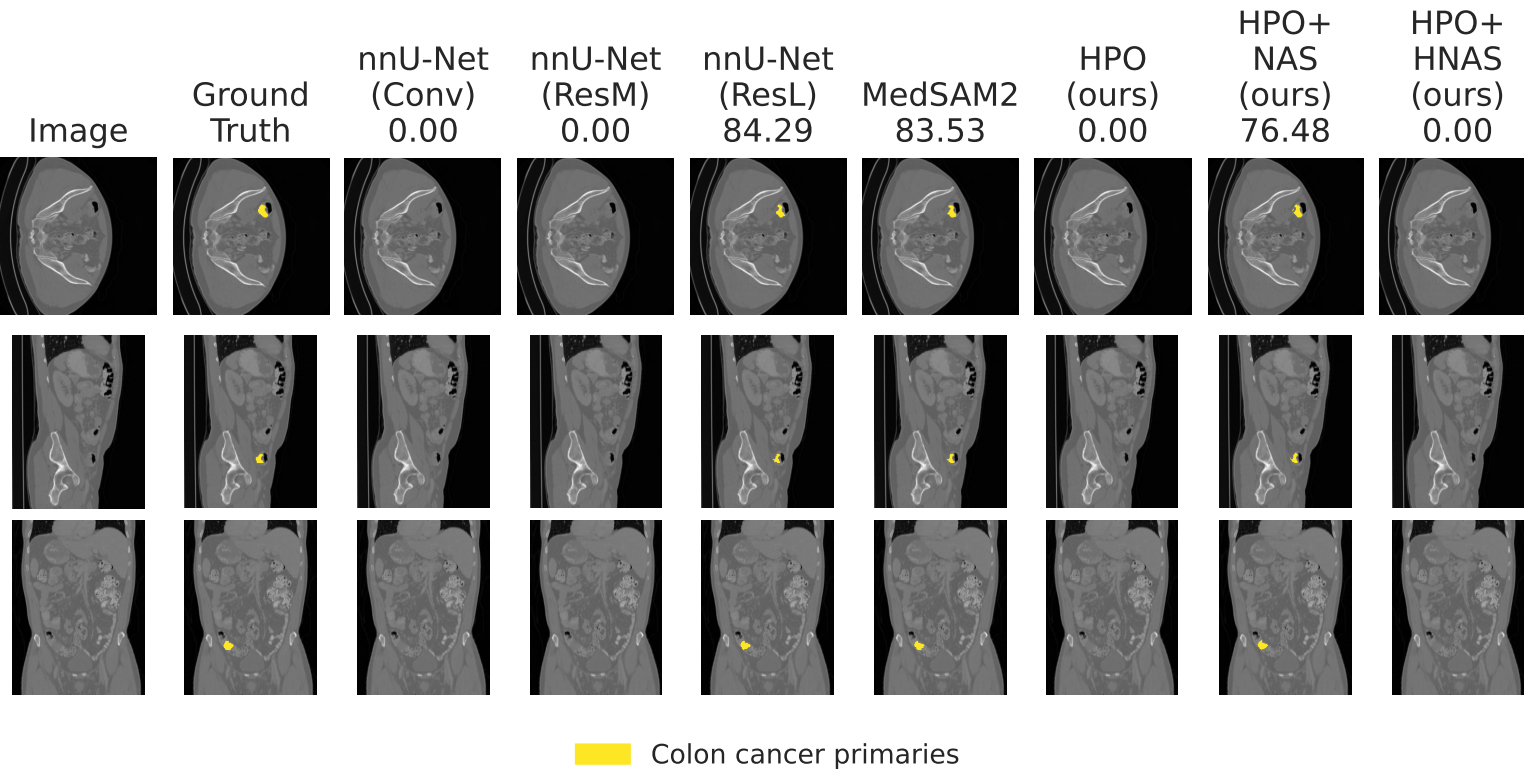 Image
Ground
Truth
nnU-Net
(Conv)
0.00
nnU-Net
(ResM)
0.00
nnU-Net
(ResL)
84.29
MedSAM2
83.53
HPO
(ours)
0.00
HPO+
NAS
(ours)
76.48
HPO+
HNAS
(ours)
0.00
Colon cancer primaries